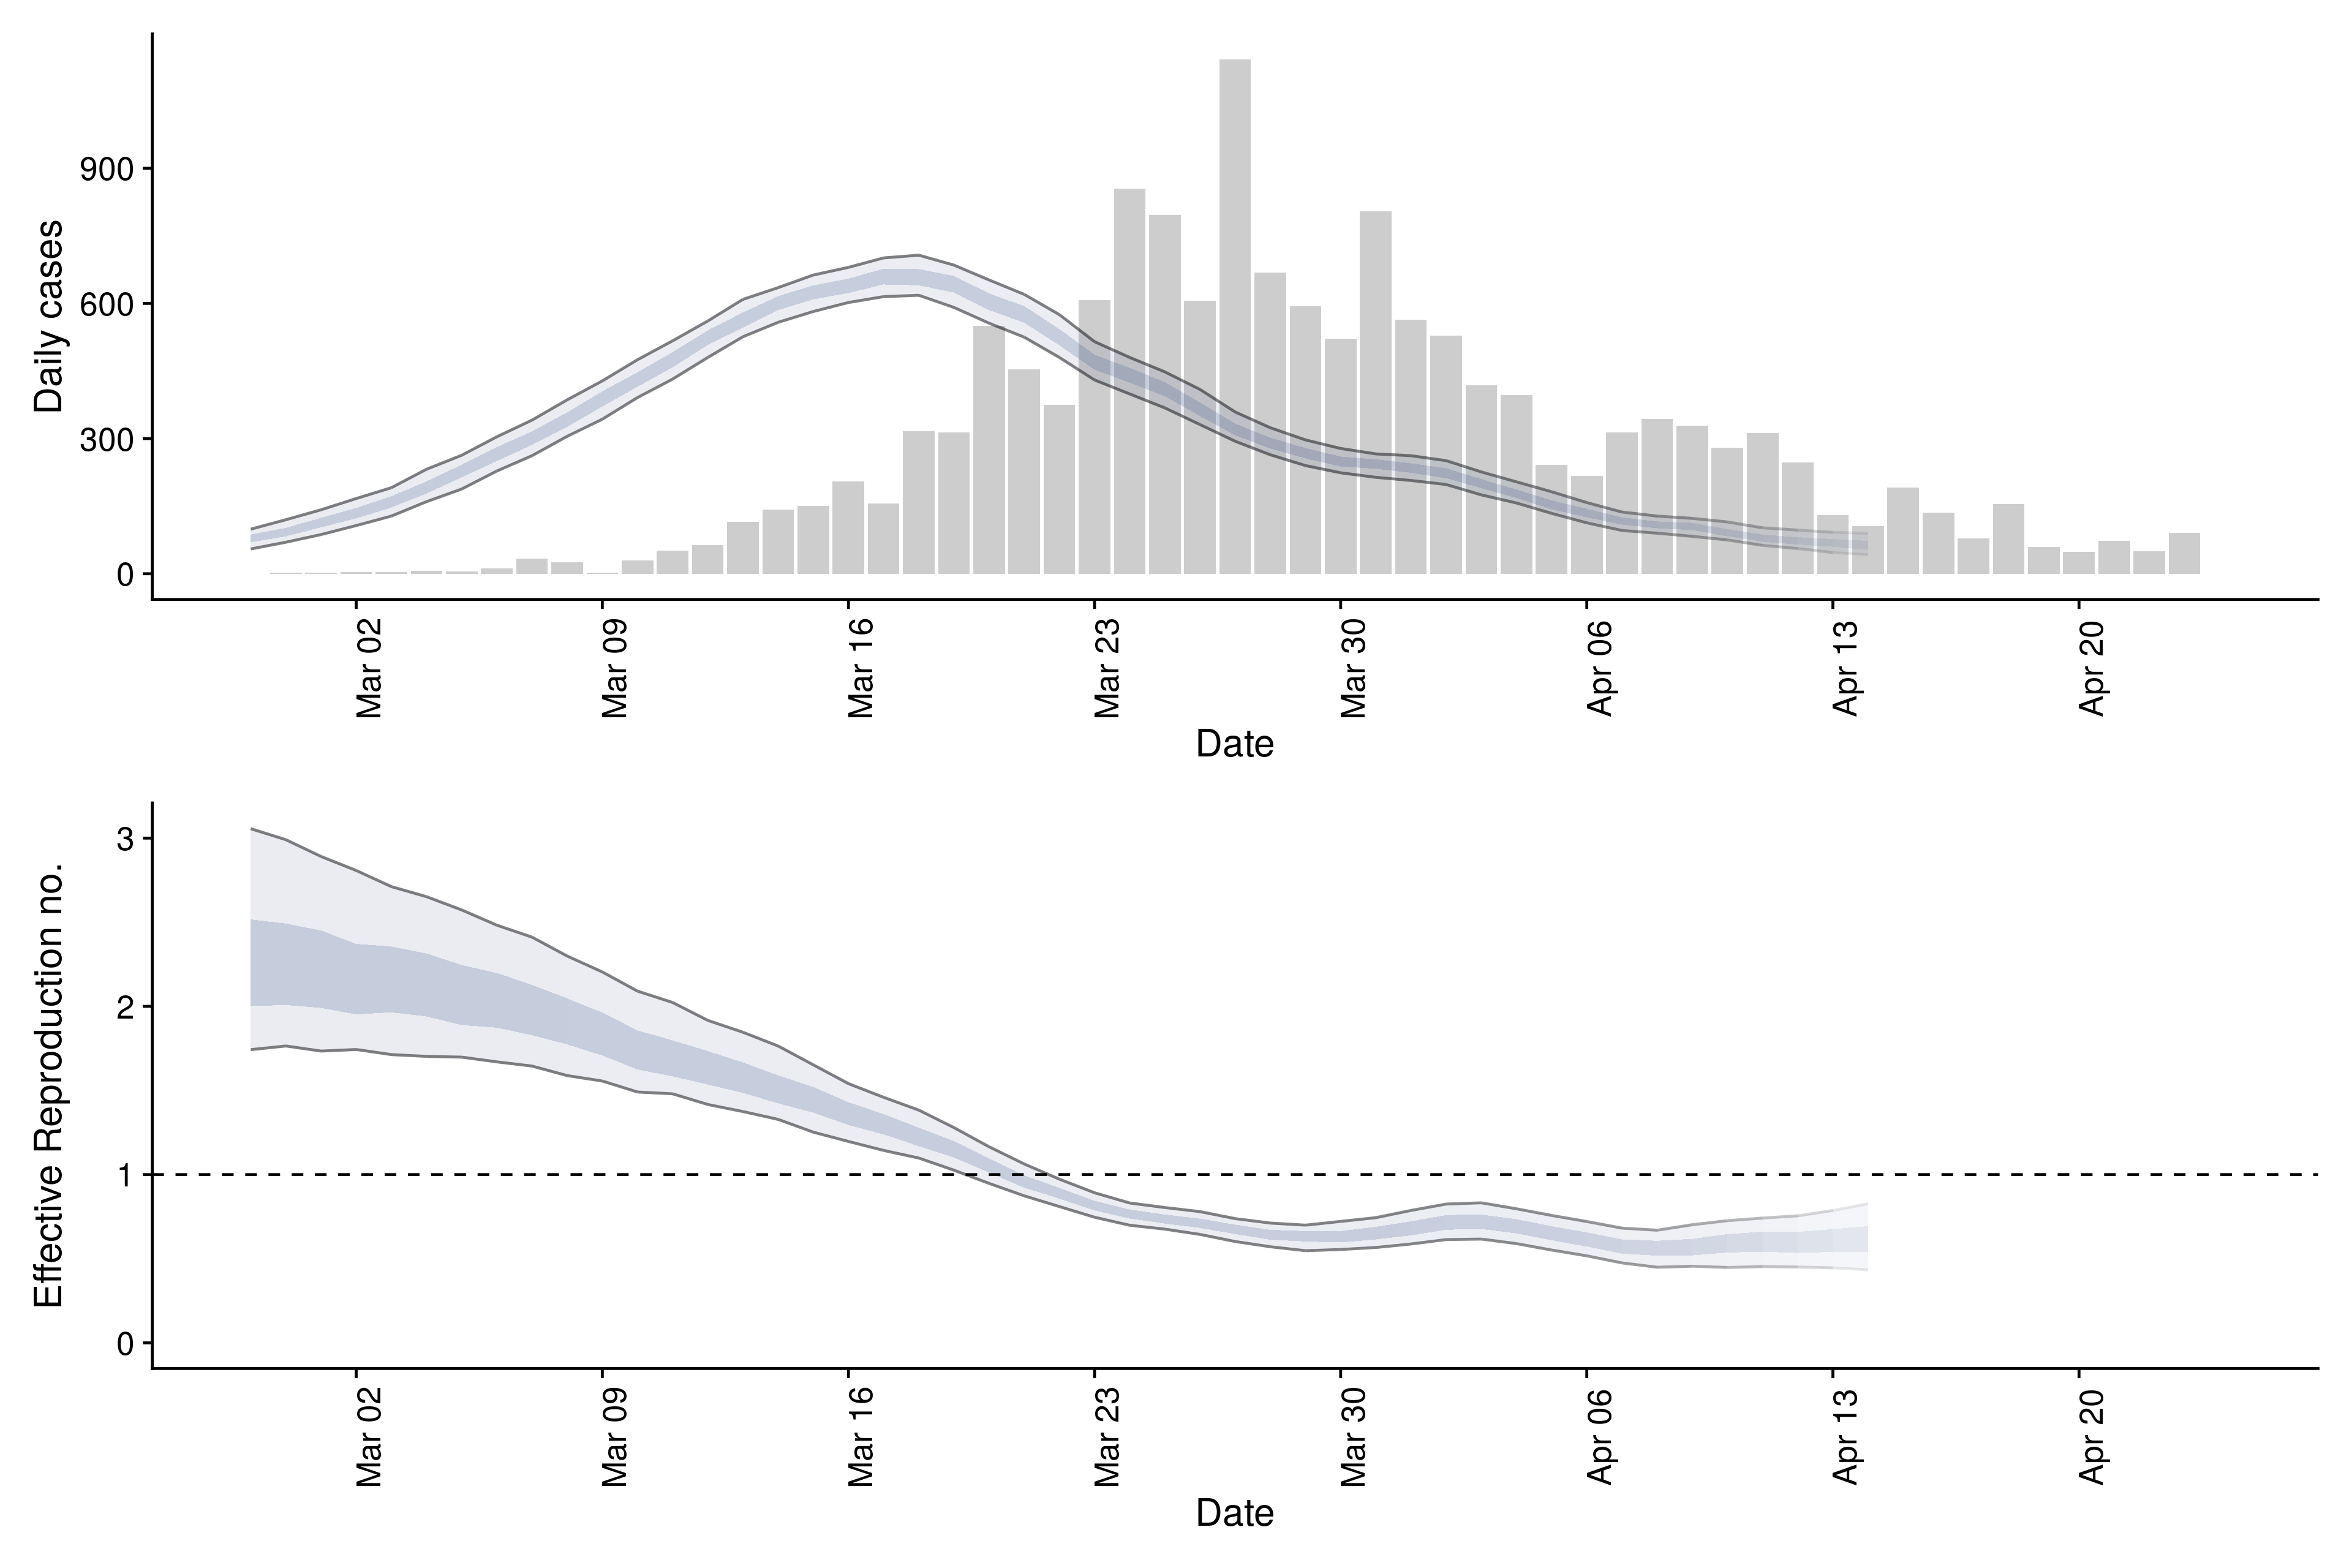 Daily cases
900
600
300
0
Mar 02
Mar 09
Mar 16
Mar 23
Mar 30
Apr 06
Apr 13
Apr 20
Date
Effective Reproduction no.
3
2
1
0
Mar 02
Mar 09
Mar 16
Mar 23
Mar 30
Apr 06
Apr 13
Apr 20
Date